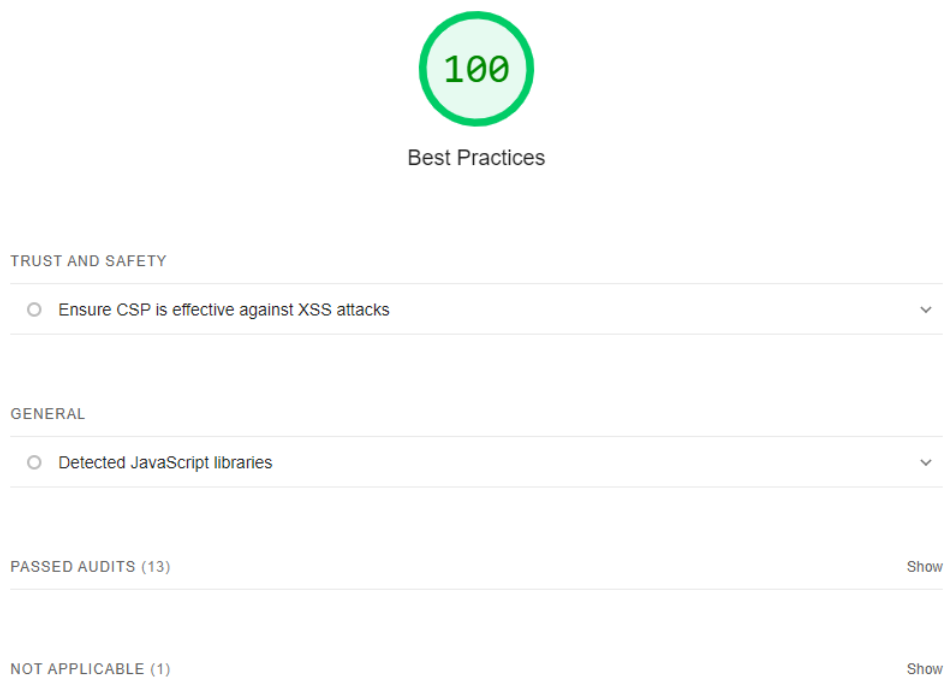 100
Best Practices
TRUST AND SAFETY
Ensure CSP is effective against XSS attacks
GENERAL
Detected JavaScript libraries
PASSED AUDITS (13) Show
NOT APPLICABLE (1) Show